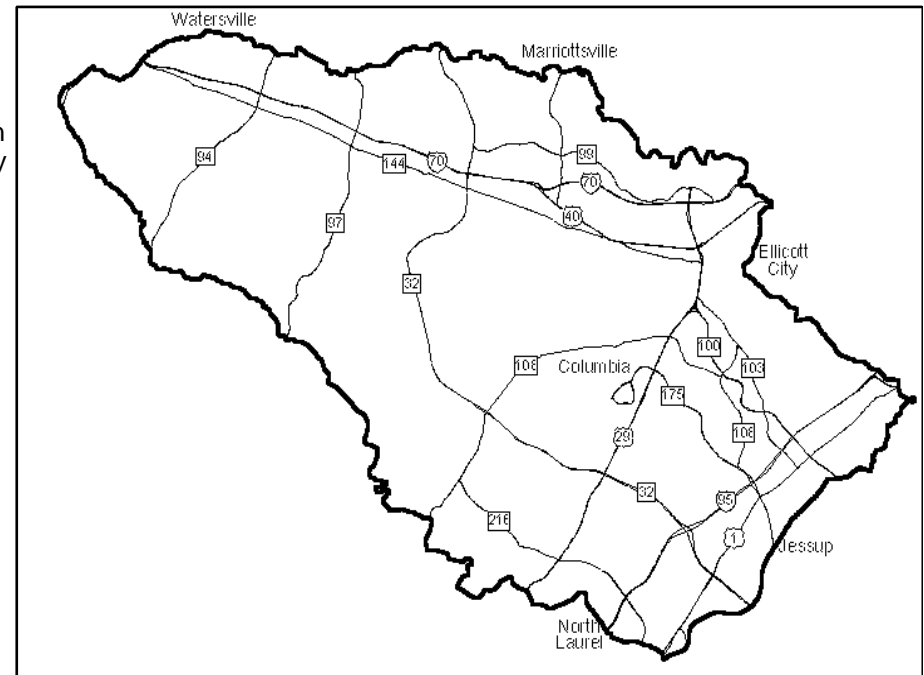 Watersville
Marriottsville
n
y
94
144
70
99
70
97
40
Ellicott
City
32
100
108
Columbia
103
175
29
108
32
95
216
1
Jessup
North
Laurel